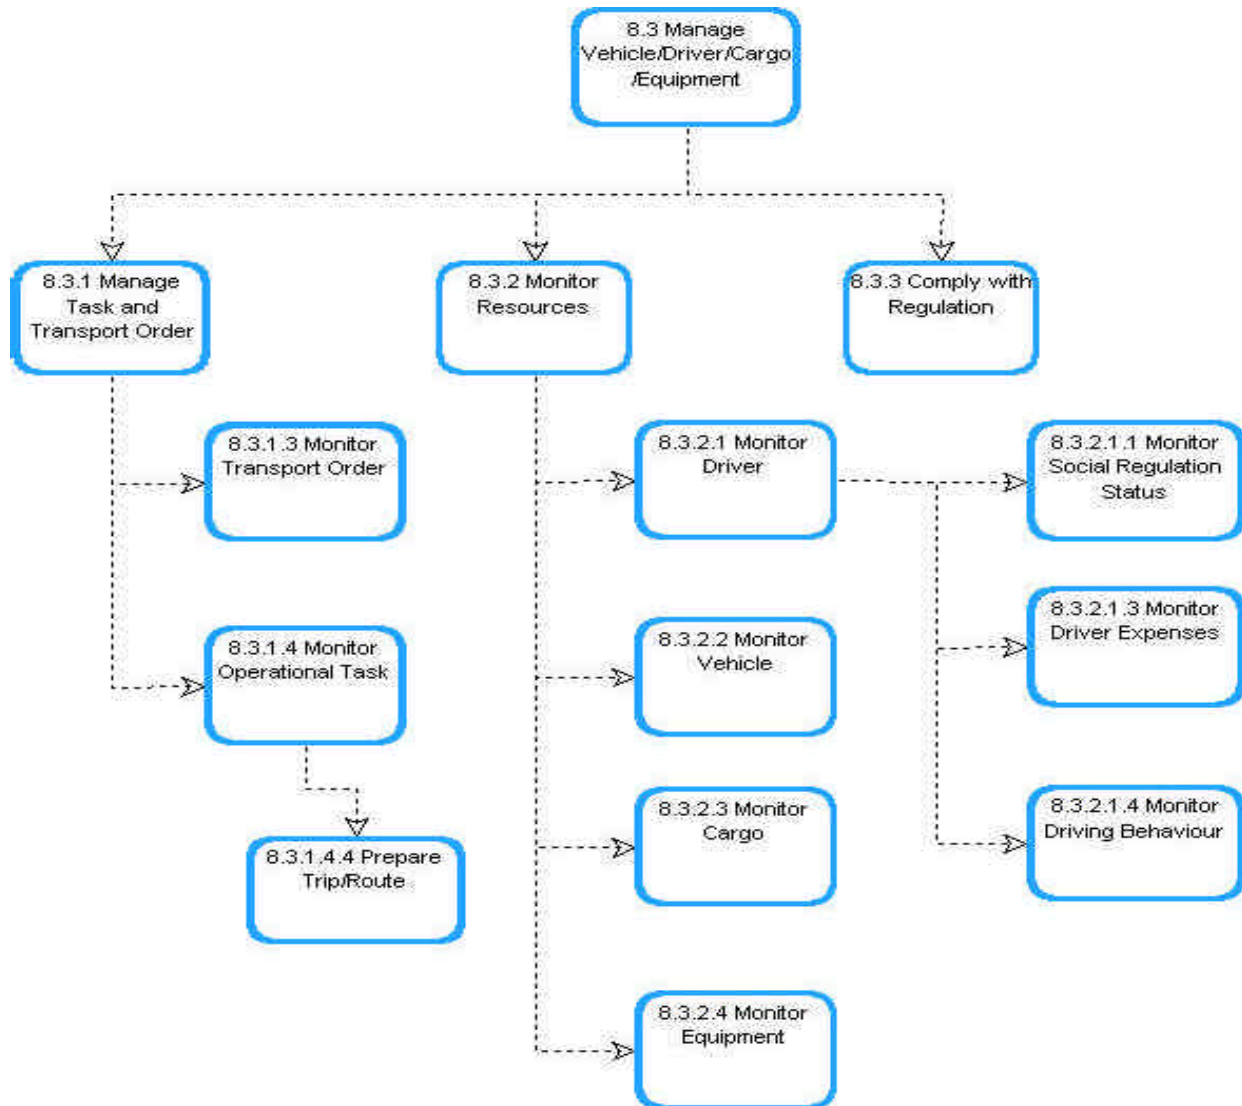 8.3 Manage
Vehicle/Driver/Cargo
/Equipment
8.3.1 Manage
Task and
Transport Order
8.3.2 Monitor
Resources
8.3.3 Comply with
Regulation
8.3.1.3 Monitor
Transport Order
8.3.2.1 Monitor
Driver
8.3.2.1.1 Monitor
Social Regulation
Status
8.3.1.4 Monitor
Operational Task
8.3.2.2 Monitor
Vehicle
8.3.2.1.3 Monitor
Driver Expenses
8.3.1.4.4 Prepare
Trip/Route
8.3.2.3 Monitor
Cargo
8.3.2.1.4 Monitor
Driving Behaviour
8.3.2.4 Monitor
Equipment